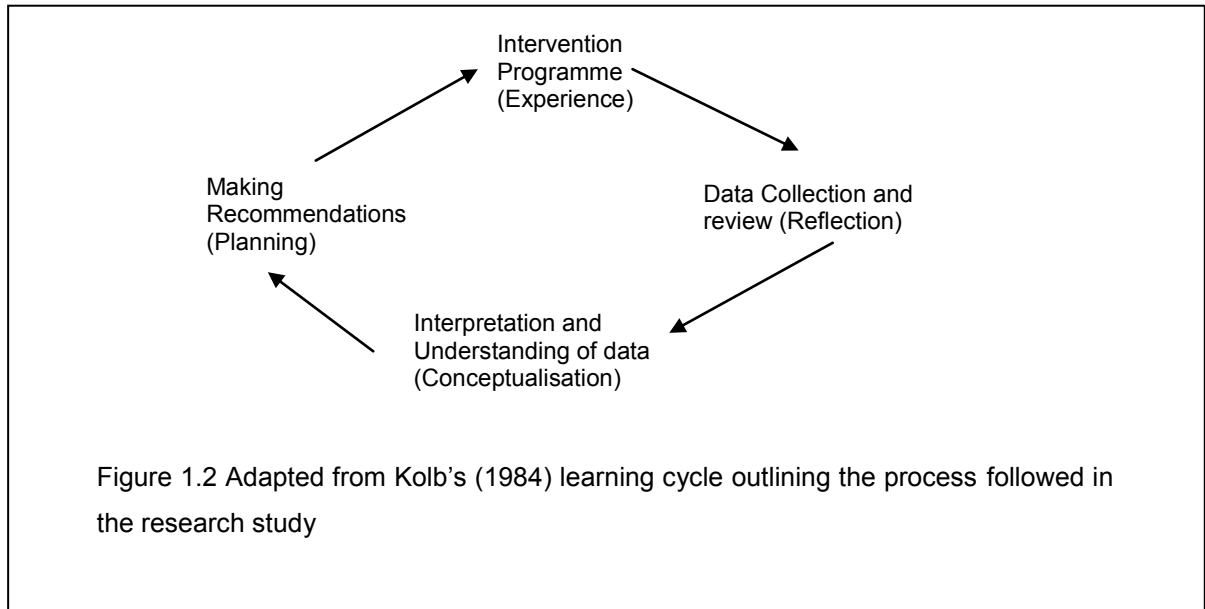 Intervention
Programme
(Experience)
Making
Recommendations
(Planning)
Data Collection and
review (Reflection)
Interpretation and
Understanding of data
(Conceptualisation)
Figure 1.2 Adapted from Kolb’s (1984) learning cycle outlining the process followed in
the research study